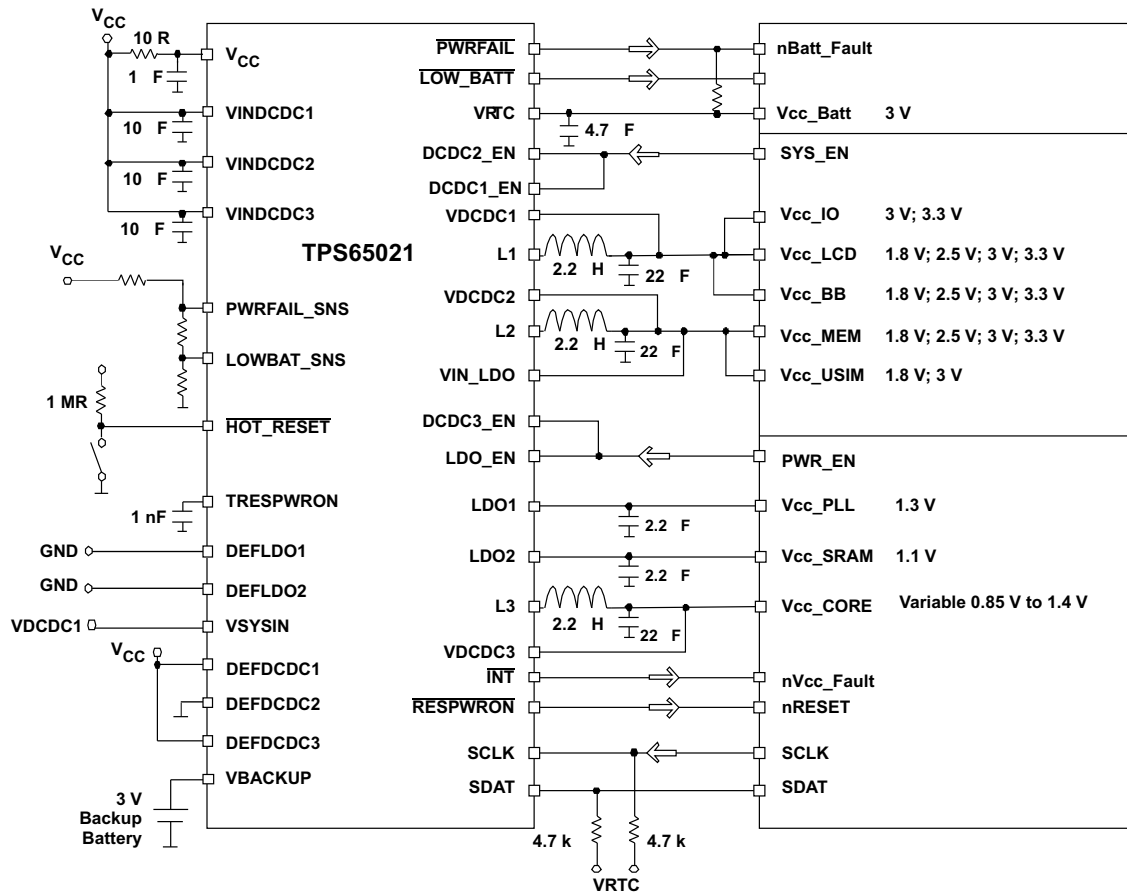 VCC
10 R
1 F
VCC
10 F
VINDCDC1
10 F
VINDCDC2
10 F
VINDCDC3
TPS65021
VCC
PWRFAIL_SNS
LOWBAT_SNS
1 MR
HOT_RESET
TRESPWRON
1 nF
GND
DEFLDO1
GND
DEFLDO2
VDCDC1
VSYSIN
VCC
DEFDCDC1
DEFDCDC2
DEFDCDC3
VBACKUP
3 V
Backup
Battery
PWRFAIL
LOW_BATT
VRTC
4.7 F
DCDC2_EN
DCDC1_EN
VDCDC1
L1
2.2 H
22 F
VDCDC2
L2
2.2 H
22 F
VIN_LDO
DCDC3_EN
LDO_EN
LDO1
2.2 F
LDO2
2.2 F
L3
2.2 H
22 F
VDCDC3
INT
RESPWRON
SCLK
SDAT
4.7 k
4.7 k
VRTC
nBatt_Fault
Vcc_Batt 3 V
SYS_EN
Vcc_IO 3 V; 3.3 V
Vcc_LCD 1.8 V; 2.5 V; 3 V; 3.3 V
Vcc_BB 1.8 V; 2.5 V; 3 V; 3.3 V
Vcc_MEM 1.8 V; 2.5 V; 3 V; 3.3 V
Vcc_USIM 1.8 V; 3 V
PWR_EN
Vcc_PLL 1.3 V
Vcc_SRAM 1.1 V
Vcc_CORE Variable 0.85 V to 1.4 V
nVcc_Fault
nRESET
SCLK
SDAT